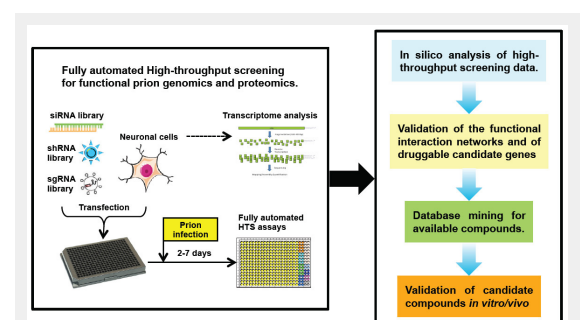 Fully automated High-throughput screening
for functional prion genomics and proteomics.
siRNA library
shRNA
library
sgRNA
library
Neuronal cells
Transcriptome analysis
Transfection
Prion
infection
2-7 days
Fully automated
HTS assays
In silico analysis of high-
throughput screening data.
Validation of the functional
interaction networks and of
druggable candidate genes
Database mining for
available compounds.
Validation of candidate
compounds in vitro/vivo